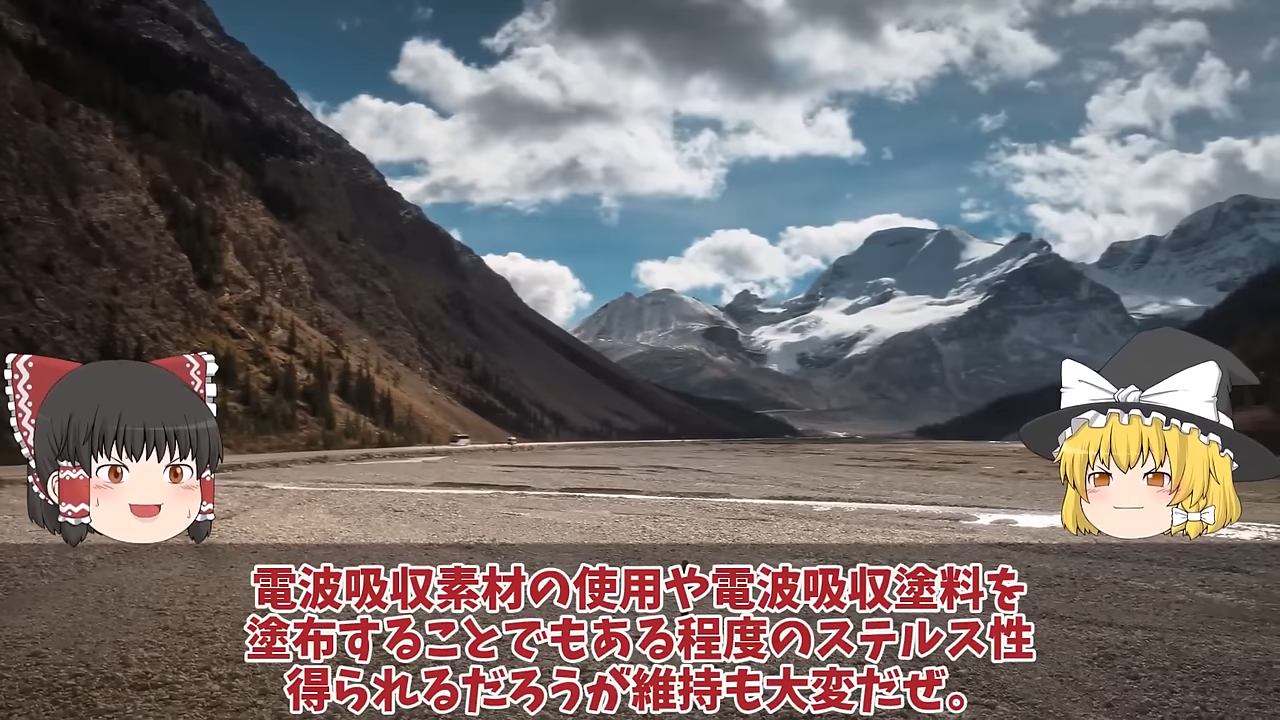 電波吸収素材の使用や電波吸収塗料を
塗布することでもある程度のステルス性
得られるだろうが維持も大変だぜ。